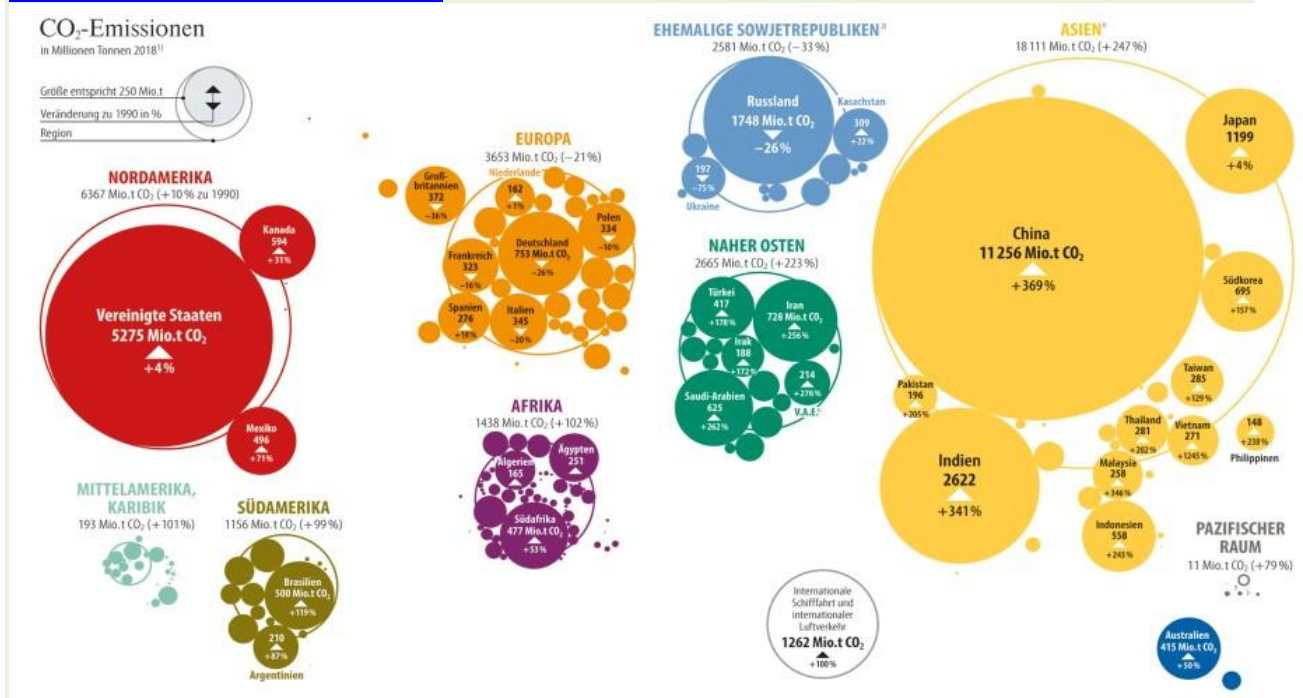 CO₂-Emissionen
in Millionen Tonnen 2018¹⁾
Größe entspricht 250 Mio.t
Veränderung zu 1990 in %
Region
NORDAMERIKA
6367 Mio.t CO₂ (+10 % zu 1990)
Kanada
594
+31%
Vereinigte Staaten
5275 Mio.t CO₂
+4%
Mexiko
496
+71%
MITTELAMERIKA,
KARIBIK
193 Mio.t CO₂ (+101%)
SÜDAMERIKA
1156 Mio.t CO₂ (+99%)
Brasilien
500 Mio.t CO₂
+119%
210
+87%
Argentinien
EUROPA
3653 Mio.t CO₂ (−21%)
Niederlande
162
+1%
Groß-
britannien
372
−36%
Polen
334
−10%
Deutschland
753 Mio.t CO₂
−26%
Frankreich
323
−16%
Spanien
276
+18%
Italien
345
−20%
AFRIKA
1438 Mio.t CO₂ (+102%)
Algerien
165
Ägypten
251
Südafrika
477 Mio.t CO₂
+53%
EHEMALIGE SOWJETREPUBLIKEN
2581 Mio.t CO₂ (−33%)
Russland
1748 Mio.t CO₂
−26%
Kasachstan
309
+22%
197
−75%
Ukraine
NAHER OSTEN
2665 Mio.t CO₂ (+223%)
Türkei
417
+178%
Iran
728 Mio.t CO₂
+256%
Irak
188
+172%
214
+276%
V.A.E.
Saudi-Arabien
625
+262%
ASIEN
18 111 Mio.t CO₂ (+247%)
Japan
1199
+4%
China
11 256 Mio.t CO₂
+369%
Südkorea
695
+157%
Pakistan
196
+205%
Taiwan
285
+129%
Thailand
281
+202%
Vietnam
271
+1245%
148
+238%
Philippinen
Indien
2622
+341%
Malaysia
258
+346%
Indonesien
558
+245%
PAZIFISCHER
RAUM
11 Mio.t CO₂ (+79%)
Internationale
Schifffahrt und
internationaler
Luftverkehr
1262 Mio.t CO₂
+100%
Australien
415 Mio.t CO₂
+50%